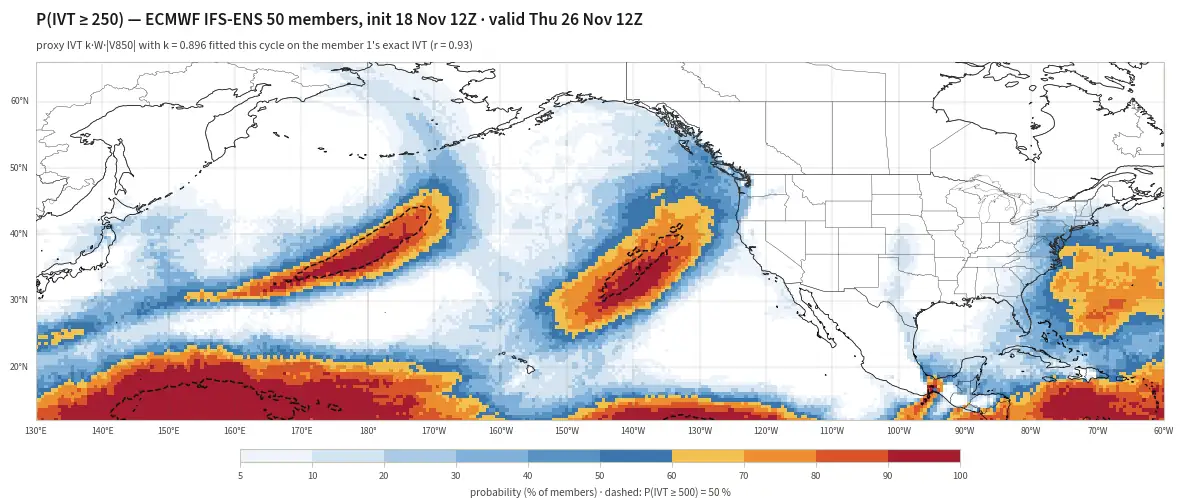 P(IVT ≥ 250) — ECMWF IFS-ENS 50 members, init 18 Nov 12Z · valid Thu 26 Nov 12Z
proxy IVT k·W·|V850| with k = 0.896 fitted this cycle on the member 1's exact IVT (r = 0.93)
60°N
50°N
40°N
30°N
20°N
130°E 140°E 150°E 160°E 170°E 180° 170°W 160°W 150°W 140°W 130°W 120°W 110°W 100°W 90°W 80°W 70°W 60°W
5 10 20 30 40 50 60 70 80 90 100
probability (% of members) · dashed: P(IVT ≥ 500) = 50 %